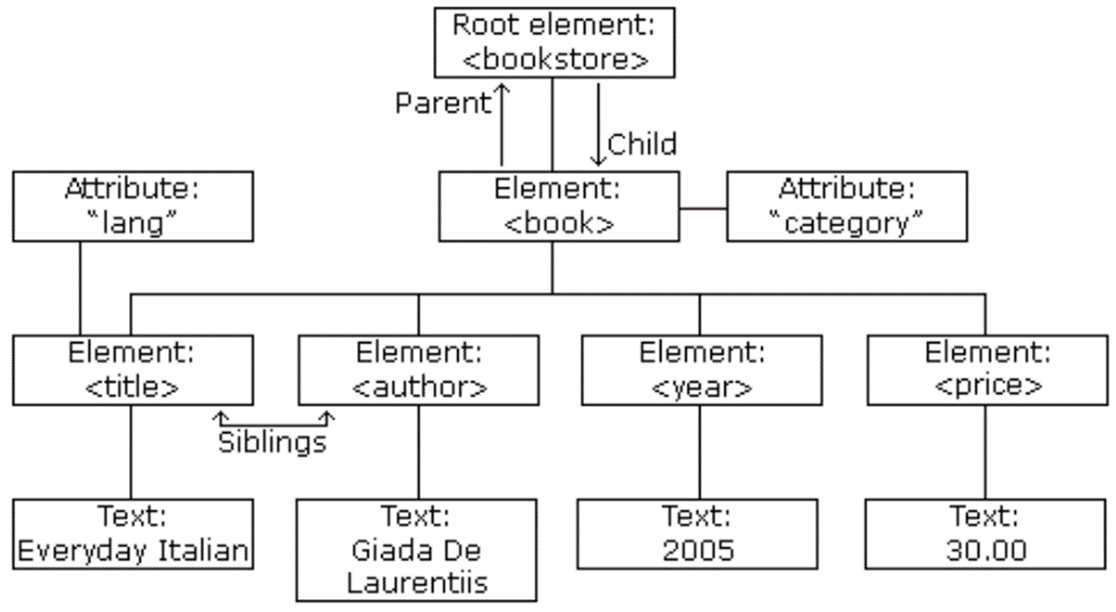 Root element:
<bookstore>
Parent
Child
Attribute:
“lang”
Element:
<book>
Attribute:
“category”
Element:
<title>
Element:
<author>
Element:
<year>
Element:
<price>
Siblings
Text:
Everyday Italian
Text:
Giada De
Laurentiis
Text:
2005
Text:
30.00